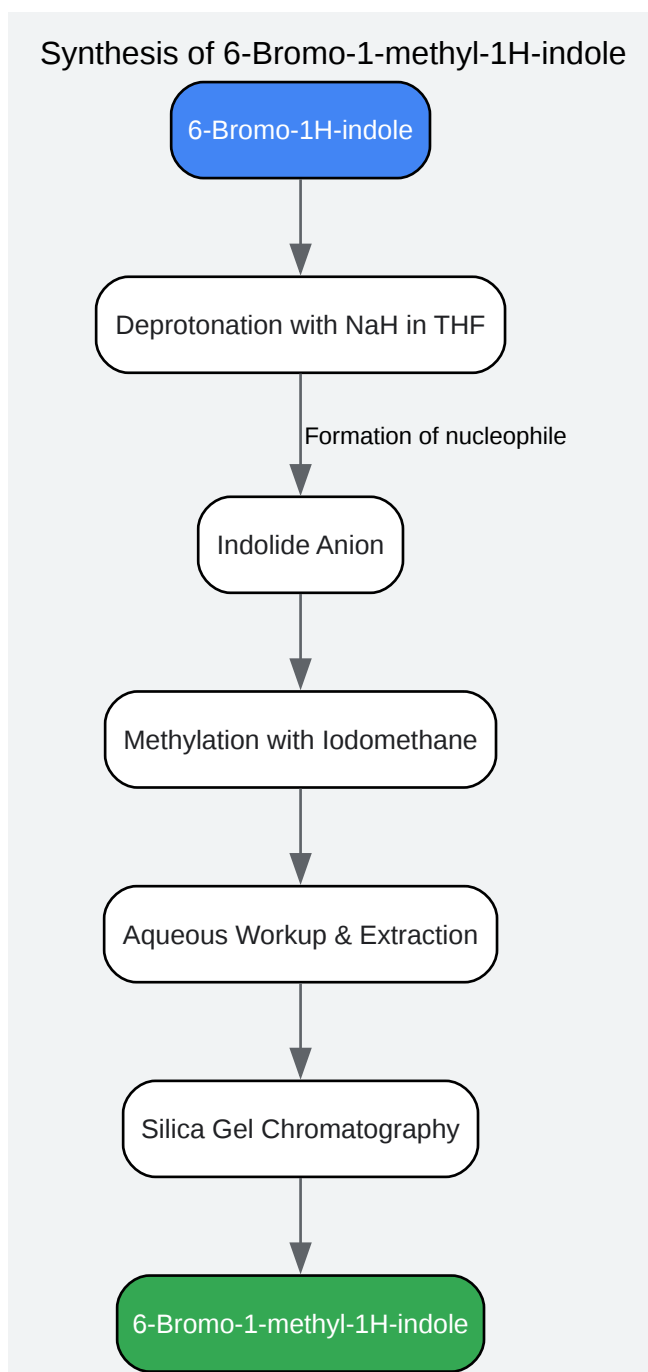 Synthesis of 6-Bromo-1-methyl-1H-indole
6-Bromo-1H-indole
Deprotonation with NaH in THF
Formation of nucleophile
Indolide Anion
Methylation with Iodomethane
Aqueous Workup & Extraction
Silica Gel Chromatography
6-Bromo-1-methyl-1H-indole